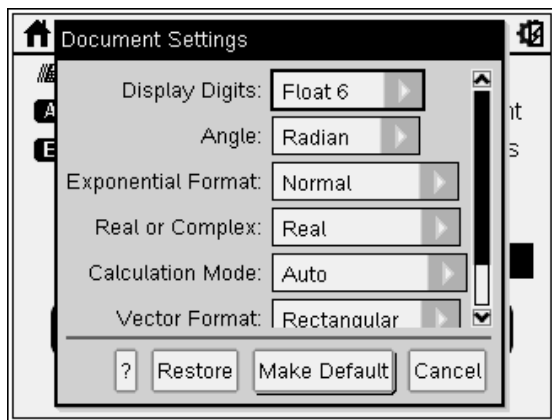 Document Settings
Display Digits: Float 6
Angle: Radian
Exponential Format: Normal
Real or Complex: Real
Calculation Mode: Auto
Vector Format: Rectangular
? Restore Make Default Cancel